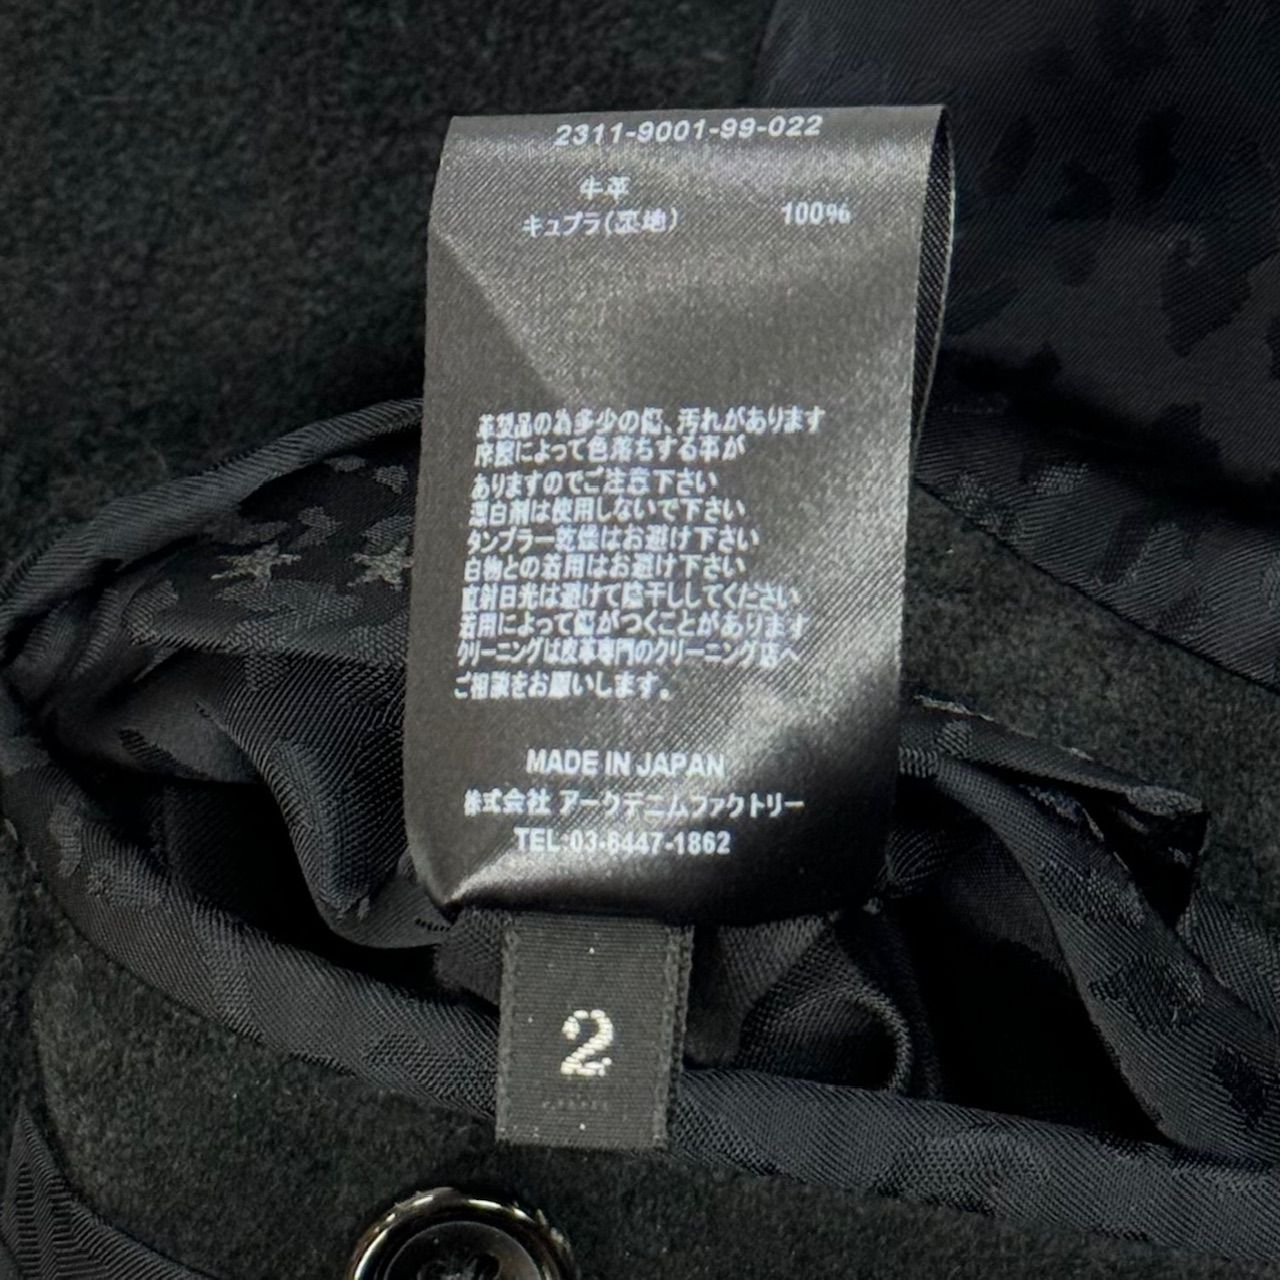 2311-9001-99-022
牛革
キュプラ(裏地) 100%
革製品の為多少の傷、汚れがあります
摩擦によって色落ちする事が
ありますのでご注意下さい
漂白剤は使用しないで下さい
タンブラー乾燥はお避け下さい
白物との着用はお避け下さい
直射日光は避けて陰干ししてください
着用によって傷がつくことがあります
クリーニングは皮革専門のクリーニング店へ
ご相談をお願いします。
MADE IN JAPAN
株式会社 アークデニムファクトリー
TEL:03-6447-1862
2